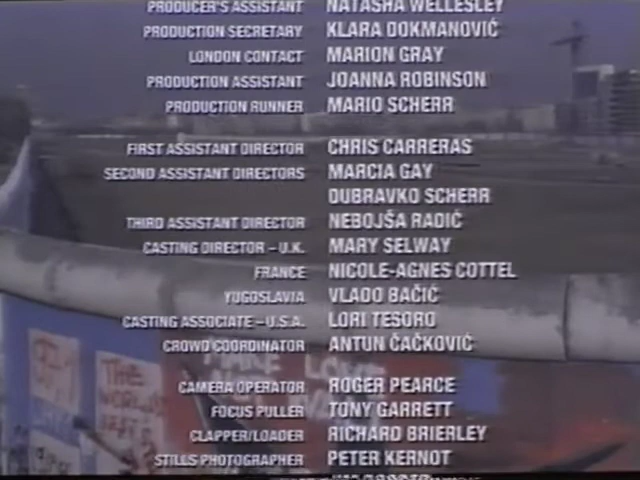 PRODUCER'S ASSISTANT NATASHA WELLESLEY
PRODUCTION SECRETARY KLARA DOKMANOVIĆ
LONDON CONTACT MARION GRAY
PRODUCTION ASSISTANT JOANNA ROBINSON
PRODUCTION RUNNER MARIO SCHERR
FIRST ASSISTANT DIRECTOR CHRIS CARRERAS
SECOND ASSISTANT DIRECTORS MARCIA GAY
DUBRAVKO SCHERR
THIRD ASSISTANT DIRECTOR NEBOJŠA RADIĆ
CASTING DIRECTOR – U.K. MARY SELWAY
FRANCE NICOLE-AGNES COTTEL
YUGOSLAVIA VLADO BAČIĆ
CASTING ASSOCIATE – U.S.A. LORI TESORO
CROWD COORDINATOR ANTUN ČAČKOVIĆ
MAKE LOVE
CAMERA OPERATOR ROGER PEARCE
THE
FOCUS PULLER TONY GARRETT
CLAPPER/LOADER RICHARD BRIERLEY
STILLS PHOTOGRAPHER PETER KERNOT